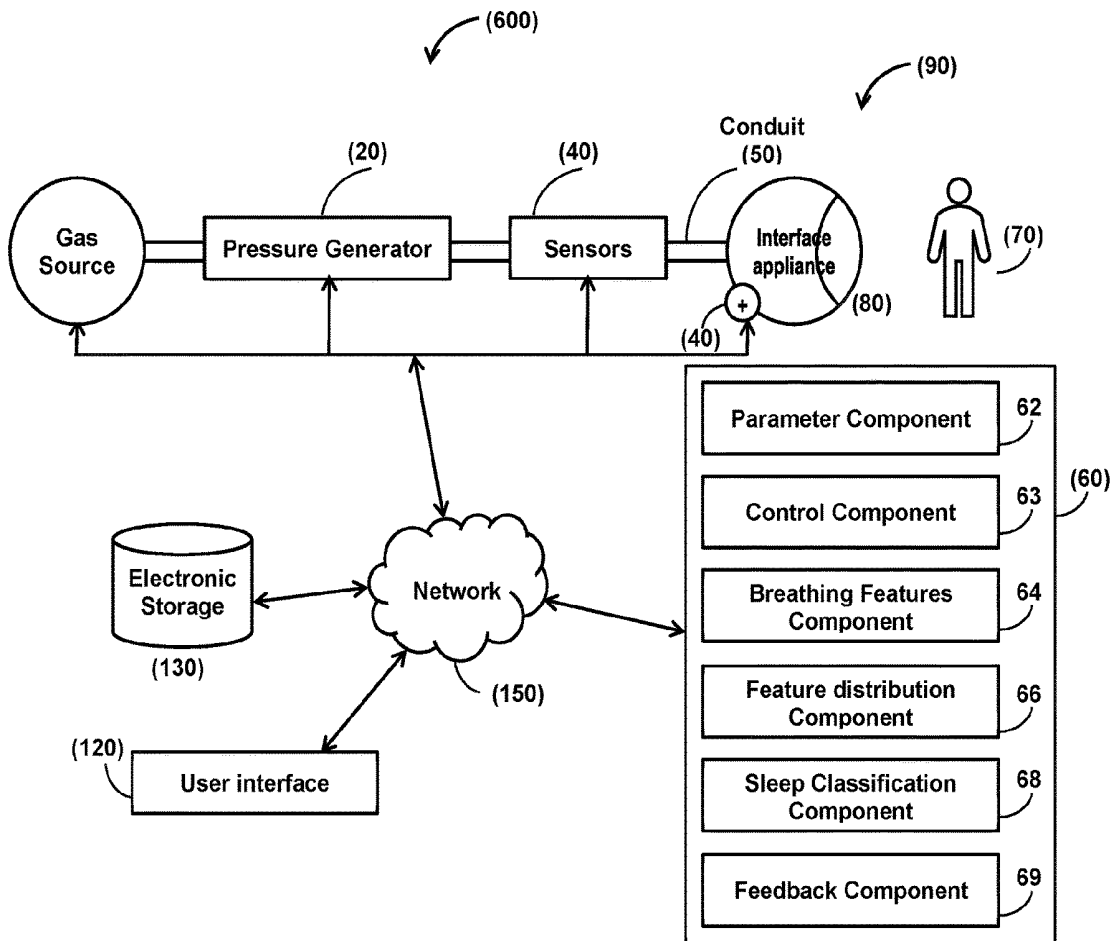 (600)
(90)
Conduit
(20)
(40)
(50)
Gas
Source
Pressure Generator
Sensors
Interface
appliance
(70)
(80)
+
(40)
Parameter Component
62
(60)
Control Component
63
Electronic
Storage
Network
Breathing Features
Component
64
(130)
(150)
Feature distribution
Component
66
(120)
User interface
Sleep Classification
Component
68
Feedback Component
69